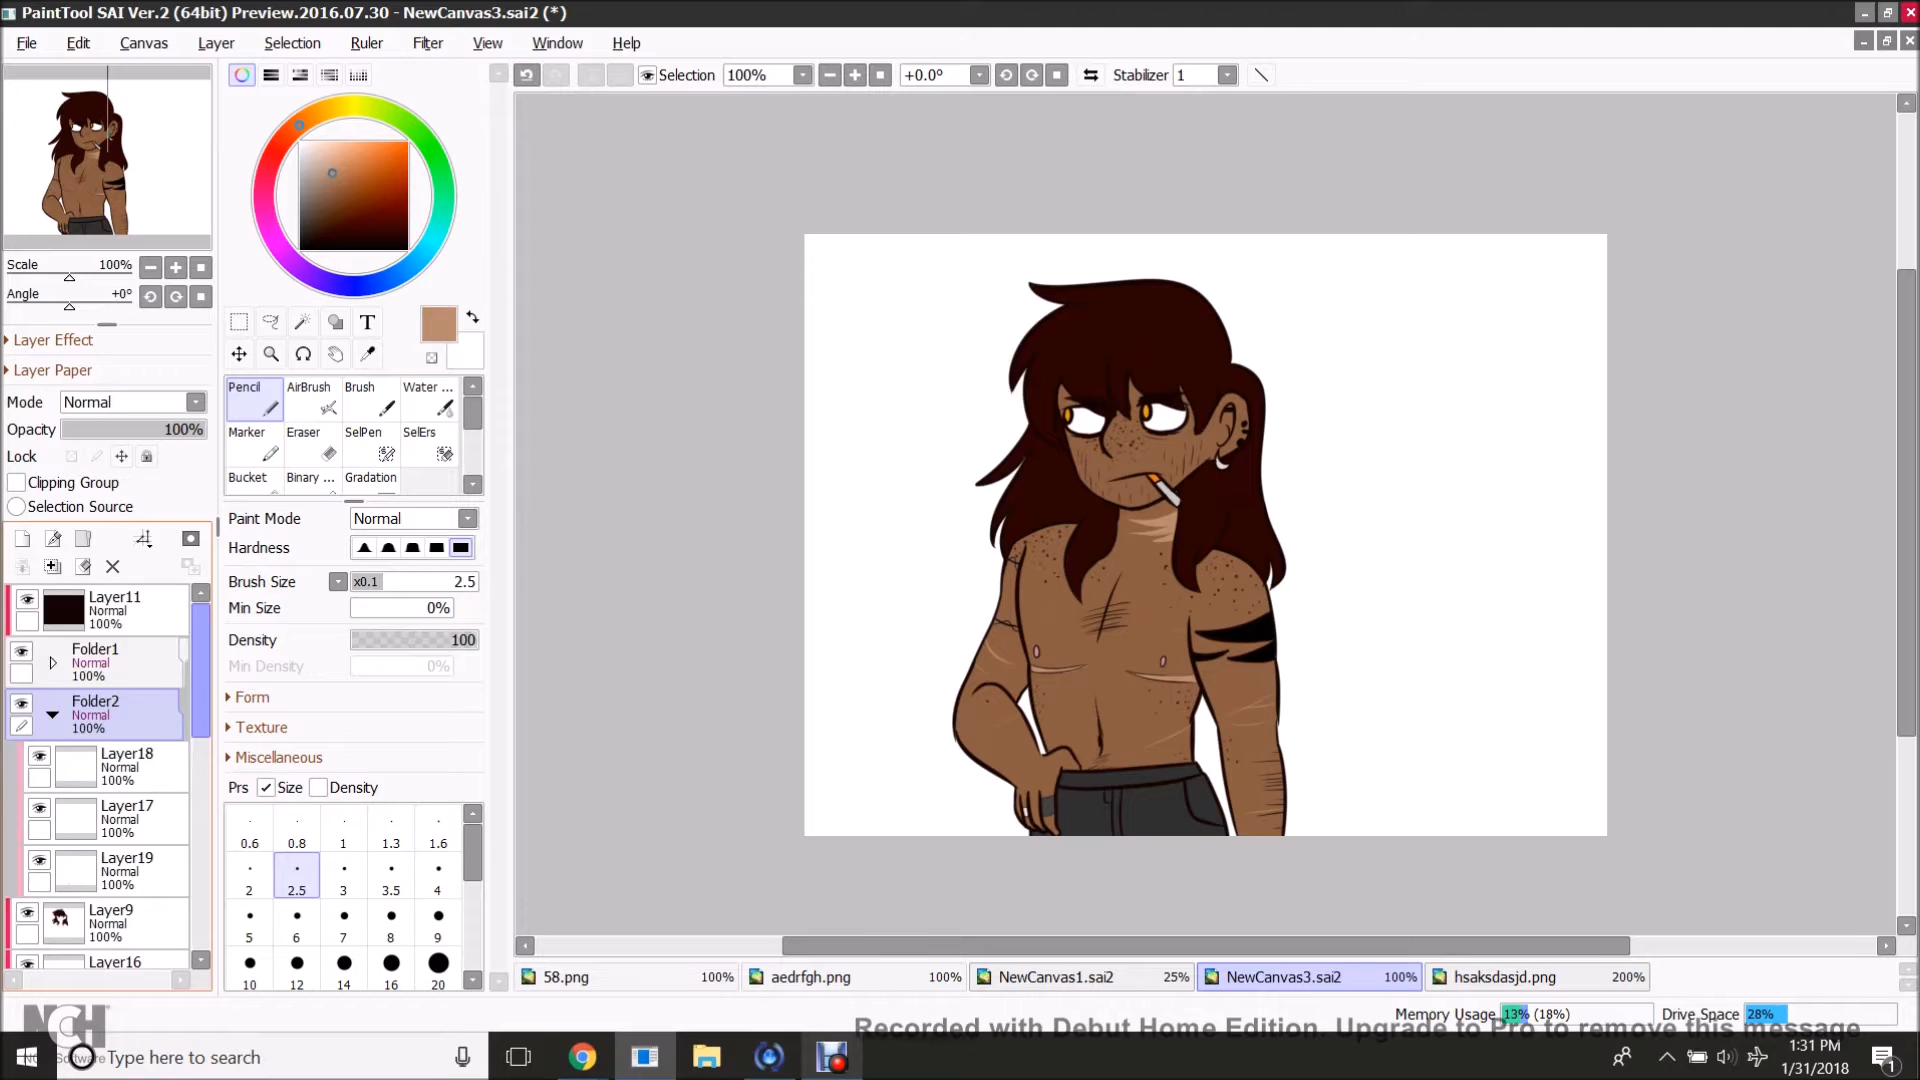 PaintTool SAI Ver.2 (64bit) Preview.2016.07.30 - NewCanvas3.sai2 (*)
File Edit Canvas Layer Selection Ruler Filter View Window Help
Selection 100% +0.0° Stabilizer 1
Scale 100%
Angle +0°
Layer Effect
Layer Paper
Mode Normal
Opacity 100%
Lock
Clipping Group
Selection Source
Layer11
Normal
100%
Folder1
Normal
100%
Folder2
Normal
100%
Layer18
Normal
100%
Layer17
Normal
100%
Layer19
Normal
100%
Layer9
Normal
100%
Layer16
T
Pencil AirBrush Brush Water ...
Marker Eraser SelPen SelErs
Bucket Binary ... Gradation
Paint Mode Normal
Hardness
Brush Size x0.1 2.5
Min Size 0%
Density 100
Min Density 0%
Form
Texture
Miscellaneous
Prs Size Density
0.6 0.8 1 1.3 1.6
2 2.5 3 3.5 4
5 6 7 8 9
10 12 14 16 20
58.png 100% aedrfgh.png 100% NewCanvas1.sai2 25% NewCanvas3.sai2 100% hsaksdasjd.png 200%
Memory Usage 13% (18%) Drive Space 28%
Recorded with Debut Home Edition. Upgrade to Pro to remove this message
NCH
Software
Type here to search
1:31 PM
1/31/2018
1